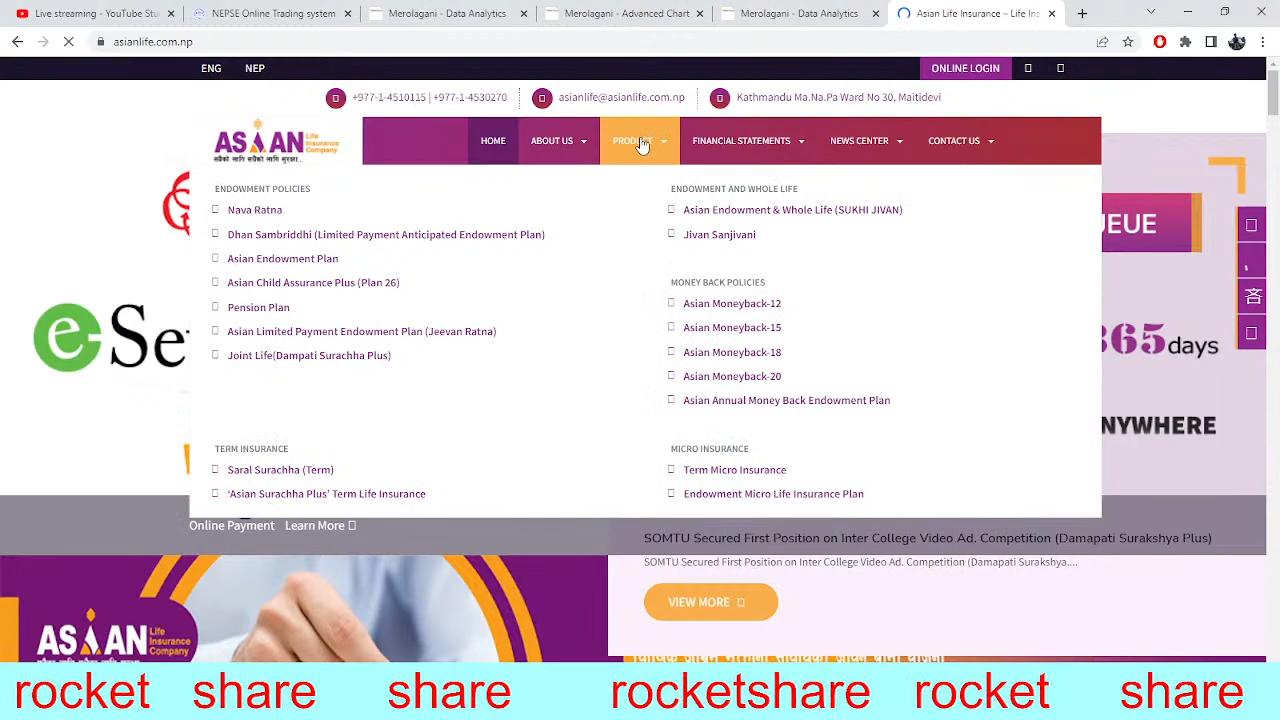 Live streaming - YouTube Stu
NEPSE Online Trading system
Merolagani - Data Analytics
Merolagani - Advanced Chart
Merolagani - Data Analytics
Asian Life Insurance – Life Ins
asianlife.com.np
ENG NEP
ONLINE LOGIN
+977-1-4510115 | +977-1-4530270
asianlife@asianlife.com.np
Kathmandu Ma.Na.Pa Ward No 30, Maitidevi
ASIAN Life Insurance Company
HOME ABOUT US PRODUCT FINANCIAL STATEMENTS NEWS CENTER CONTACT US
ENDOWMENT POLICIES
Nava Ratna
Dhan Sambriddhi (Limited Payment Anticipated Endowment Plan)
Asian Endowment Plan
Asian Child Assurance Plus (Plan 26)
Pension Plan
Asian Limited Payment Endowment Plan (Jeevan Ratna)
Joint Life(Dampati Surachha Plus)
ENDOWMENT AND WHOLE LIFE
Asian Endowment & Whole Life (SUKHI JIVAN)
Jivan Sanjivani
MONEY BACK POLICIES
Asian Moneyback-12
Asian Moneyback-15
Asian Moneyback-18
Asian Moneyback-20
Asian Annual Money Back Endowment Plan
TERM INSURANCE
Saral Surachha (Term)
‘Asian Surachha Plus’ Term Life Insurance
MICRO INSURANCE
Term Micro Insurance
Endowment Micro Life Insurance Plan
EUE
e-Se
365days
NYWHERE
Online Payment Learn More
SOMTU Secured First Position on Inter College Video Ad. Competition (Damapati Surakshya Plus)
SOMTU Secured First Position on Inter College Video Ad. Competition (Damapati Surakshya....
VIEW MORE
ASIAN Life Insurance Company
rocket share share rocketshare rocket share